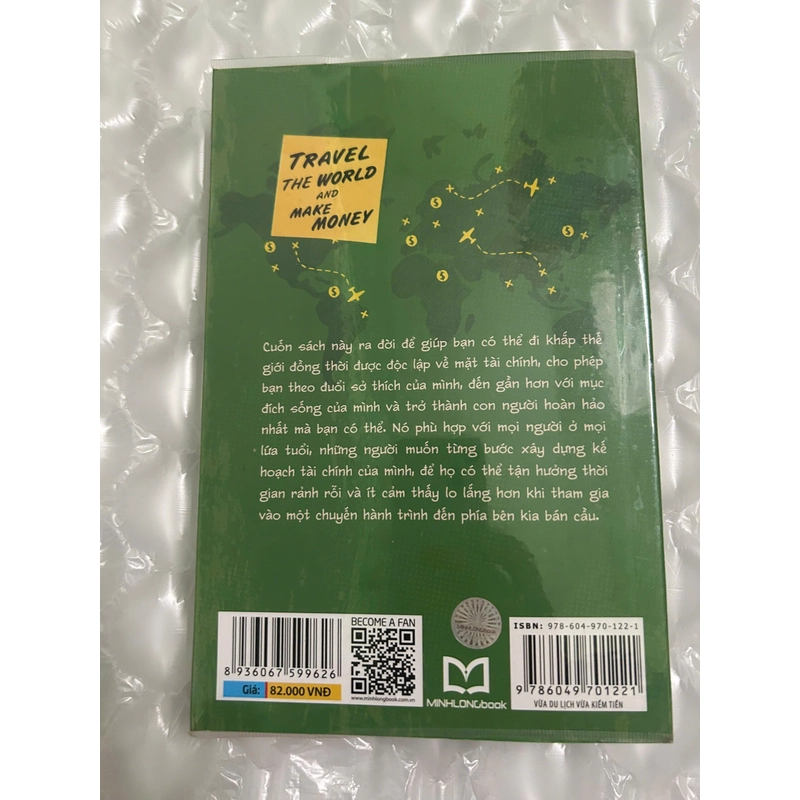 TRAVEL
THE WORLD
AND
MAKE
MONEY
Cuốn sách này ra đời để giúp bạn có thể đi khắp thế
giới đồng thời được độc lập về mặt tài chính, cho phép
bạn theo đuổi sở thích của mình, đến gần hơn với mục
đích sống của mình và trở thành con người hoàn hảo
nhất mà bạn có thể. Nó phù hợp với mọi người ở mọi
lứa tuổi, những người muốn từng bước xây dựng kế
hoạch tài chính của mình, để họ có thể tận hưởng thời
gian rảnh rỗi và ít cảm thấy lo lắng hơn khi tham gia
vào một chuyến hành trình đến phía bên kia bán cầu.
8 936067 599626
Giá: 82.000 VNĐ
BECOME A FAN
www.minhlongbook.com.vn
MINHLONGbook
MINHLONGbook
ISBN: 978-604-970-122-1
9 786049 701221
VỪA DU LỊCH VỪA KIẾM TIỀN